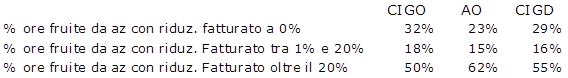 CIGO AO CIGD
% ore fruite da az con riduz. fatturato a 0% 32% 23% 29%
% ore fruite da az con riduz. Fatturato tra 1% e 20% 18% 15% 16%
% ore fruite da az con riduz. Fatturato oltre il 20% 50% 62% 55%